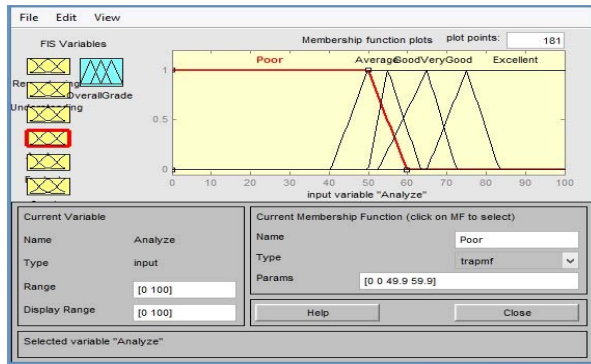 File Edit View
FIS Variables
Membership function plots plot points: 181
Poor Average Good VeryGood Excellent
1
0.5
0
0 10 20 30 40 50 60 70 80 90 100
input variable "Analyze"
OverallGrade
Understanding
Current Variable
Name Analyze
Type input
Range [0 100]
Display Range [0 100]
Current Membership Function (click on MF to select)
Name Poor
Type trapmf
Params [0 0 49.9 59.9]
Help Close
Selected variable "Analyze"